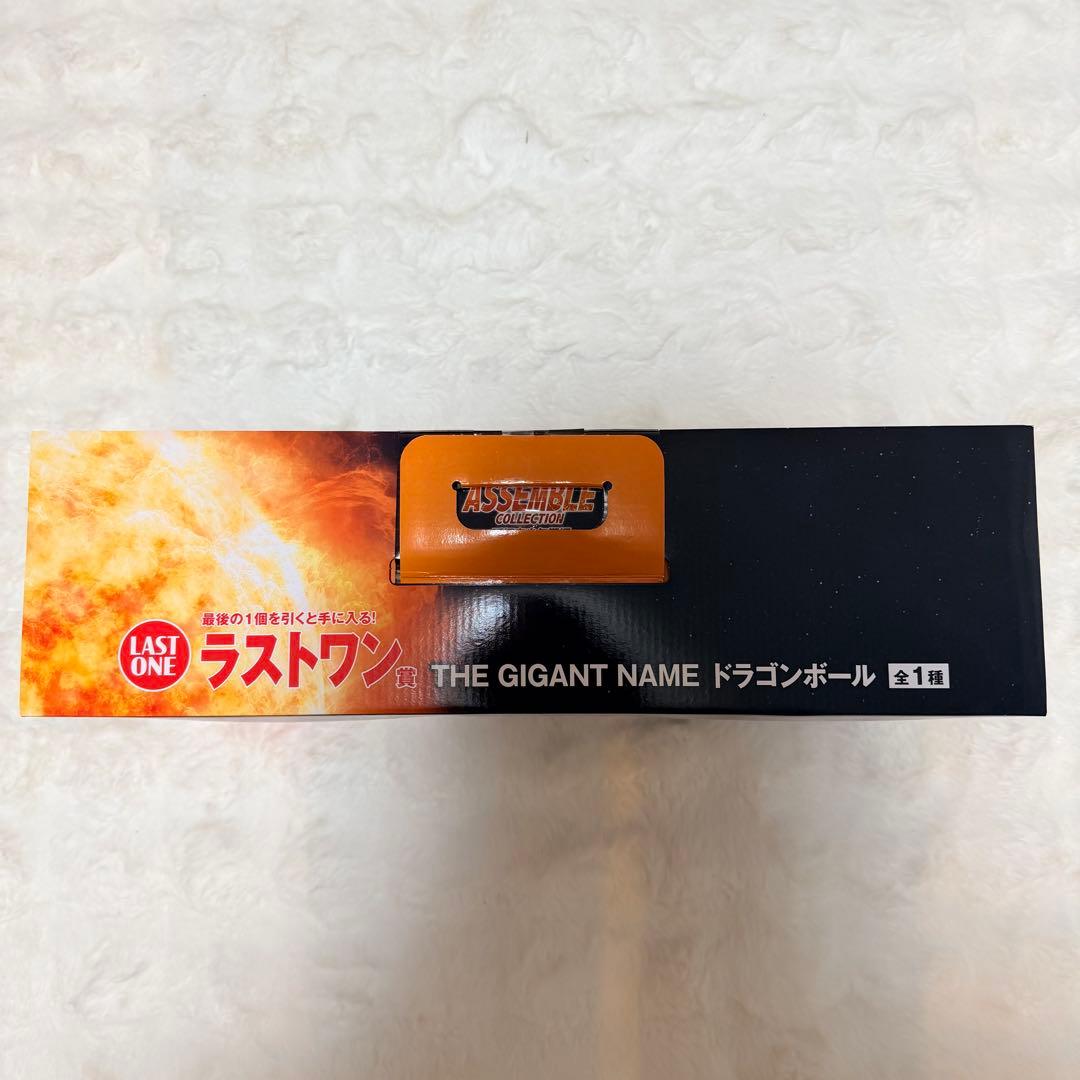 ASSEMBLE
COLLECTION
最後の1個を引くと手に入る!
LAST
ONE
ラストワン賞
THE GIGANT NAME ドラゴンボール 全1種